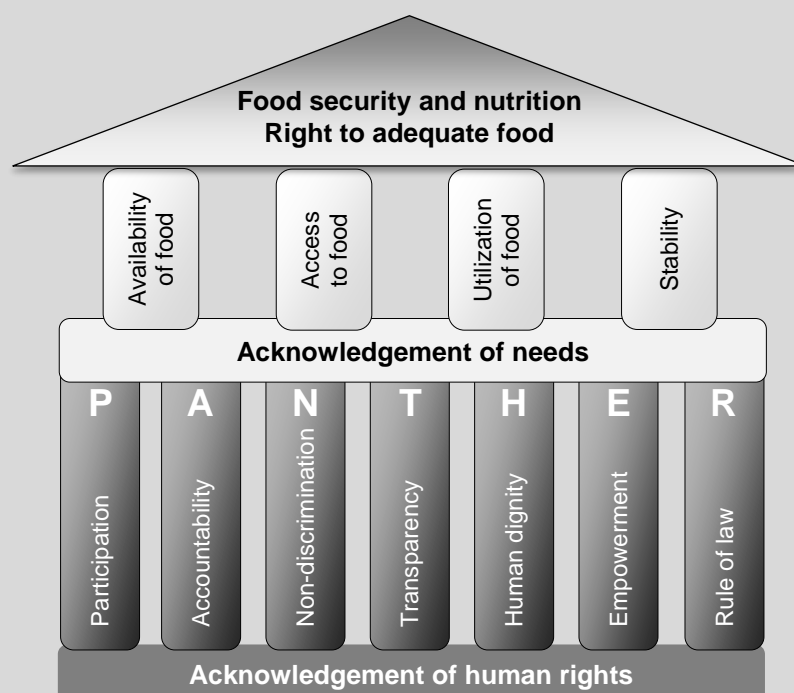 Food security and nutrition
Right to adequate food
Availability
of food
Access
to food
Utilization
of food
Stability
Acknowledgement of needs
P A N T H E R
Participation
Accountability
Non-discrimination
Transparency
Human dignity
Empowerment
Rule of law
Acknowledgement of human rights